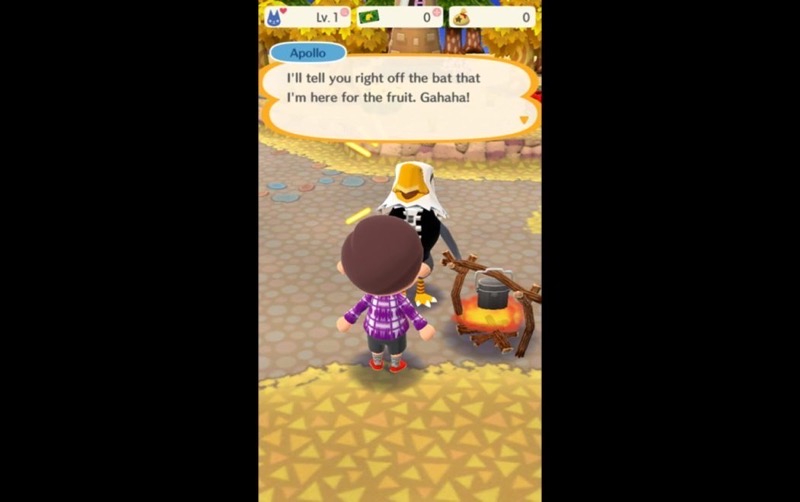 Lv. 1
0
0
Apollo
I'll tell you right off the bat that
I'm here for the fruit. Gahaha!